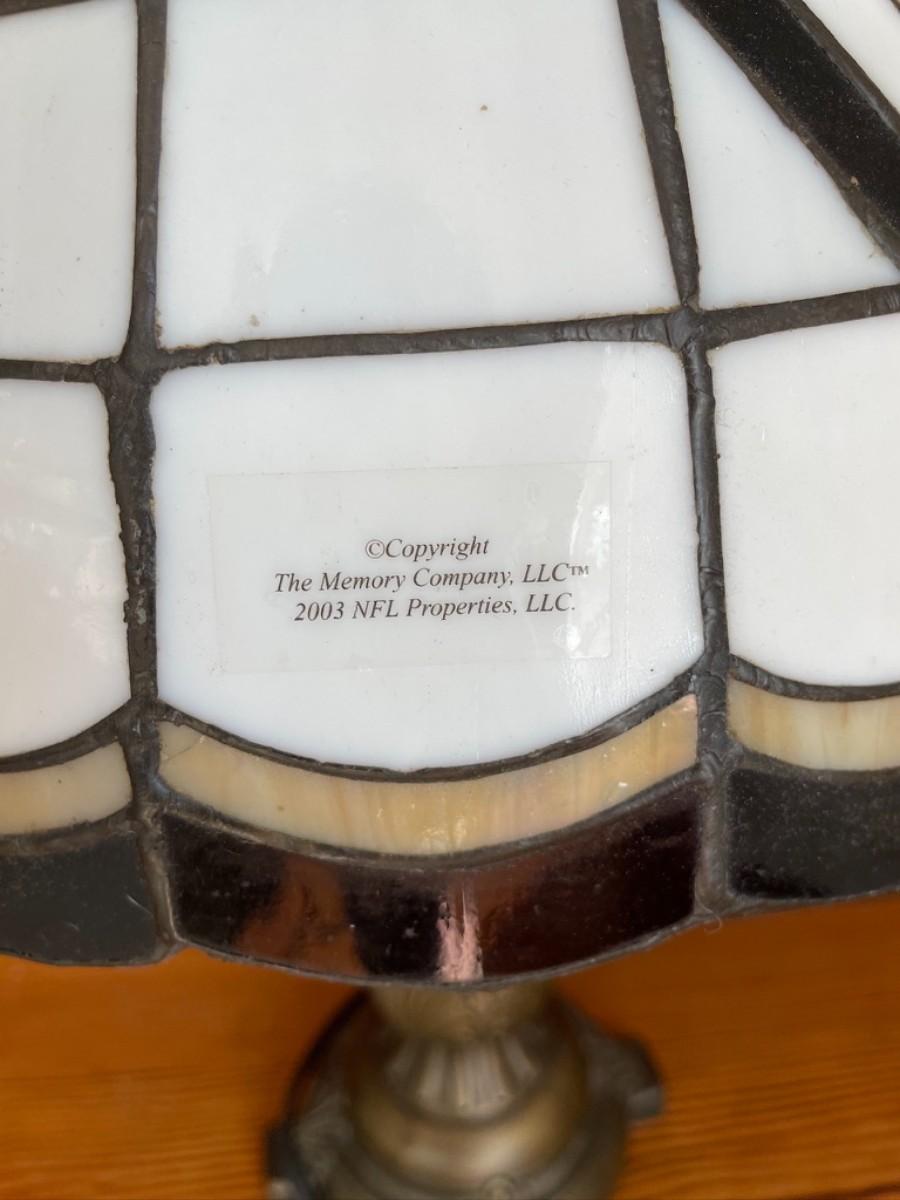 ©Copyright
The Memory Company, LLC™
2003 NFL Properties, LLC.